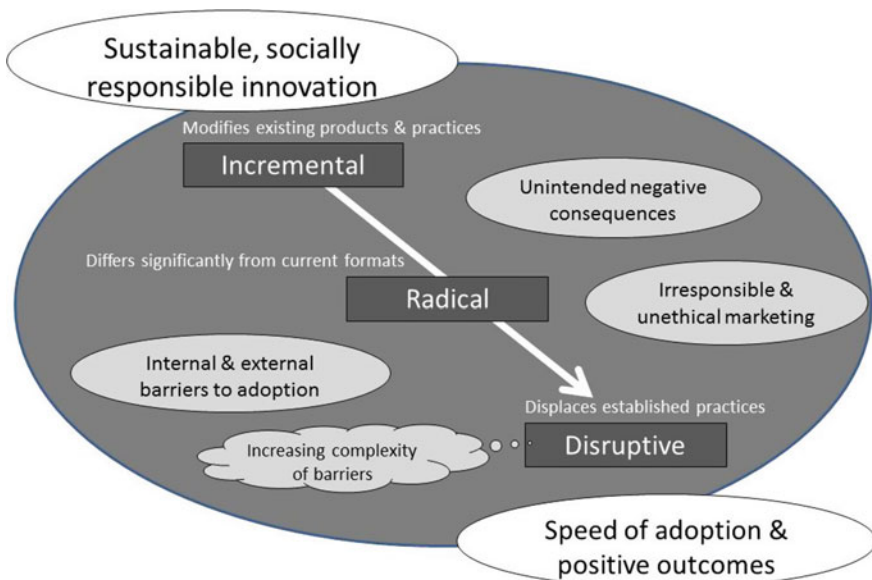 Sustainable, socially
responsible innovation
Modifies existing products & practices
Incremental
Unintended negative
consequences
Differs significantly from current formats
Radical
Irresponsible &
unethical marketing
Internal & external
barriers to adoption
Displaces established practices
Disruptive
Increasing complexity
of barriers
Speed of adoption &
positive outcomes